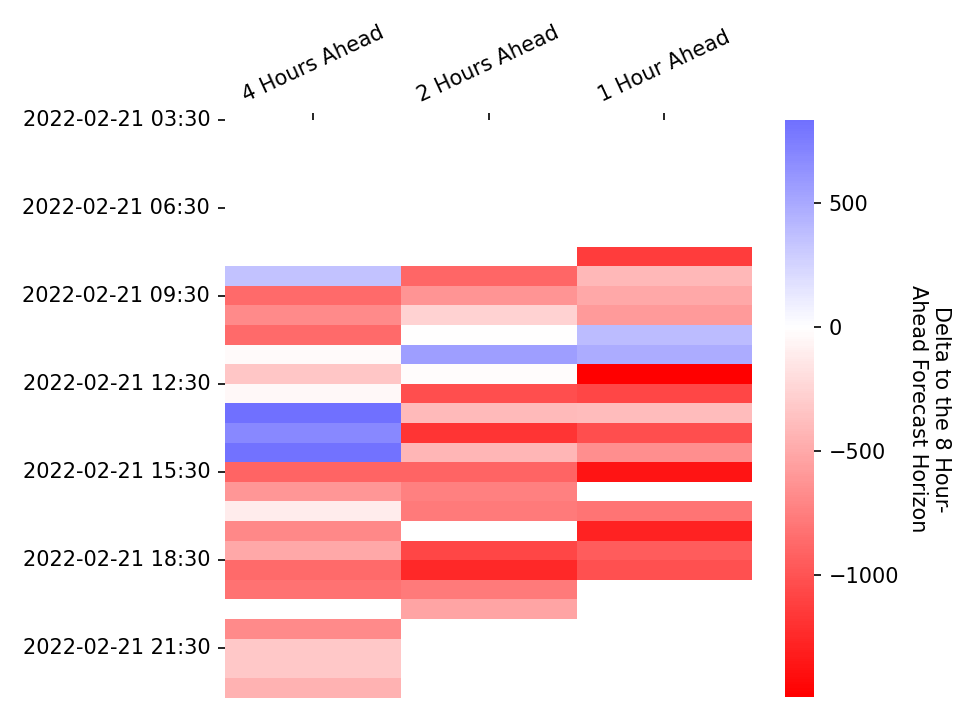 4 Hours Ahead
2 Hours Ahead
1 Hour Ahead
2022-02-21 03:30
2022-02-21 06:30
2022-02-21 09:30
2022-02-21 12:30
2022-02-21 15:30
2022-02-21 18:30
2022-02-21 21:30
500
0
−500
−1000
Delta to the 8 Hour-
Ahead Forecast Horizon